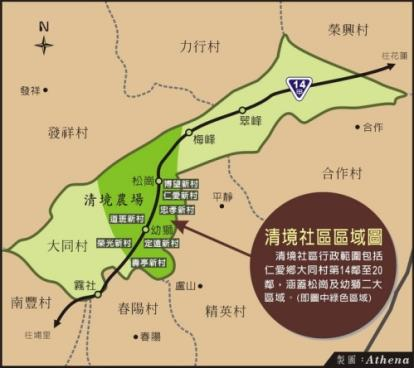 N
榮興村
力行村
往花蓮
14
甲
發祥
翠峰
合作
梅峰
發祥村
合作村
松崗
博望新村
仁愛新村
清境農場
忠孝新村
平靜
道班新村
幼獅
榮光新村
定遠新村
大同村
壽亭新村
清境社區區域圖
清境社區行政範圍包括
仁愛鄉大同村第14鄰至20
鄰，涵蓋松崗及幼獅二大
區域。(即圖中綠色區域)
盧山
霧社
南豐村
春陽村
精英村
往埔里
春陽
製圖：Athena